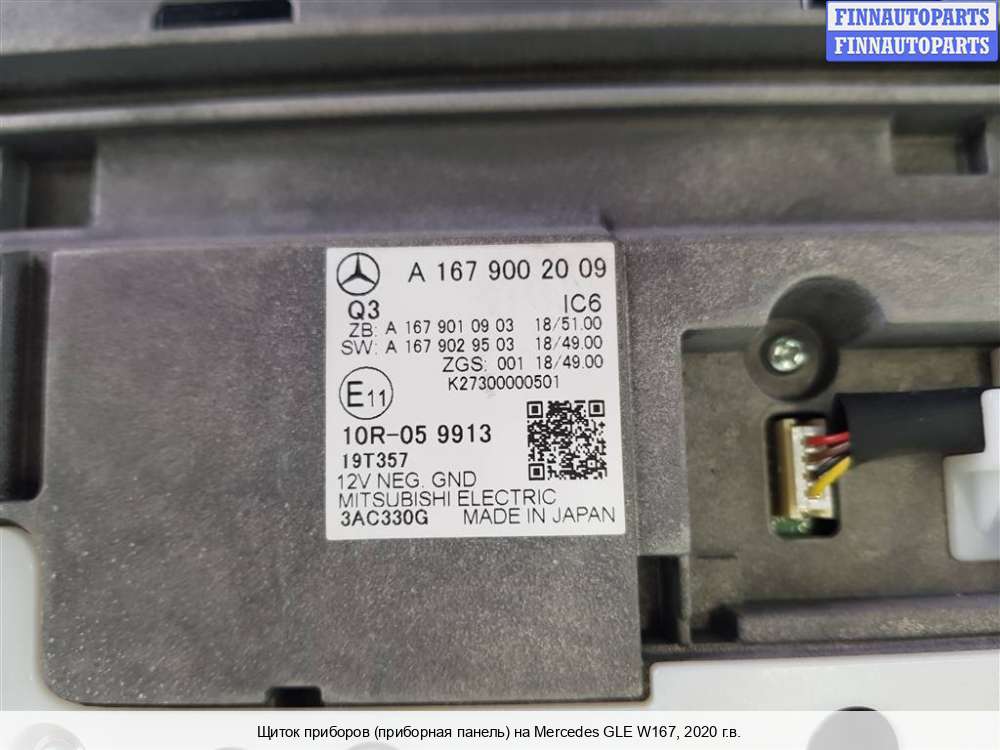 FINNAUTOPARTS
FINNAUTOPARTS
A 167 900 20 09
Q3 IC6
ZB: A 167 901 09 03 18/51.00
SW: A 167 902 95 03 18/49.00
ZGS: 001 18/49.00
K27300000501
E11
10R-05 9913
19T357
12V NEG. GND
MITSUBISHI ELECTRIC
3AC330G MADE IN JAPAN
Щиток приборов (приборная панель) на Mercedes GLE W167, 2020 г.в.